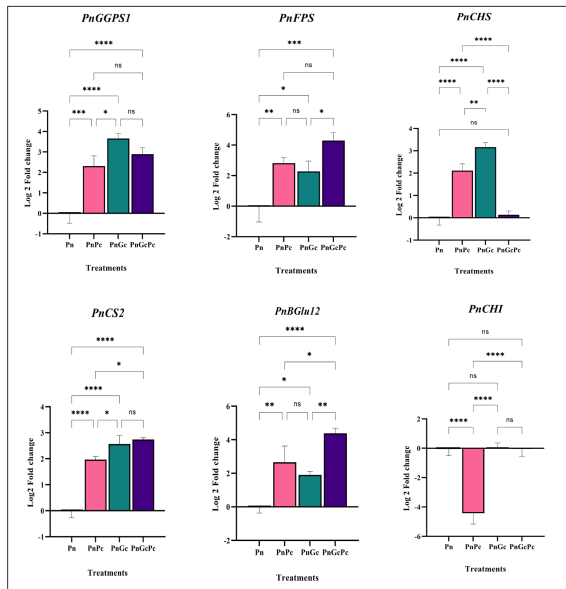 PnGGPS1
****
ns
****
***
*
Log 2 Fold change
5
4
3
2
1
0
-1
Pn PnPc PnGc PnGcPc
Treatments
PnFPS
***
ns
*
**
ns
*
Log 2 Fold change
6
4
2
0
-2
Pn PnPc PnGc PnGcPc
Treatments
PnCHS
****
****
****
****
**
ns
Log 2 Fold change
4
3
2
1
0
-1
Pn PnPc PnGc PnGcPc
Treatments
PnCS2
****
*
****
****
*
ns
Log2 Fold change
4
3
2
1
0
-1
Pn PnPc PnGc PnGcPc
Treatments
PnBGlu12
****
*
*
**
ns
**
Log2 Fold change
6
4
2
0
-2
Pn PnPc PnGc PnGcPc
Treatments
PnCHI
ns
****
ns
****
****
ns
Log 2 Fold change
2
0
-2
-4
-6
Pn PnPc PnGc PnGcPc
Treatments